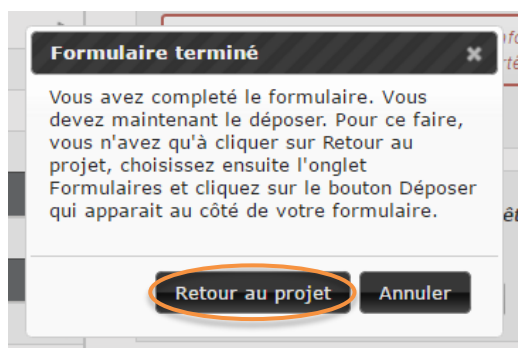 Formulaire terminé
Vous avez completé le formulaire. Vous
devez maintenant le déposer. Pour ce faire,
vous n'avez qu'à cliquer sur Retour au
projet, choisissez ensuite l'onglet
Formulaires et cliquez sur le bouton Déposer
qui apparait au côté de votre formulaire.
Retour au projet
Annuler